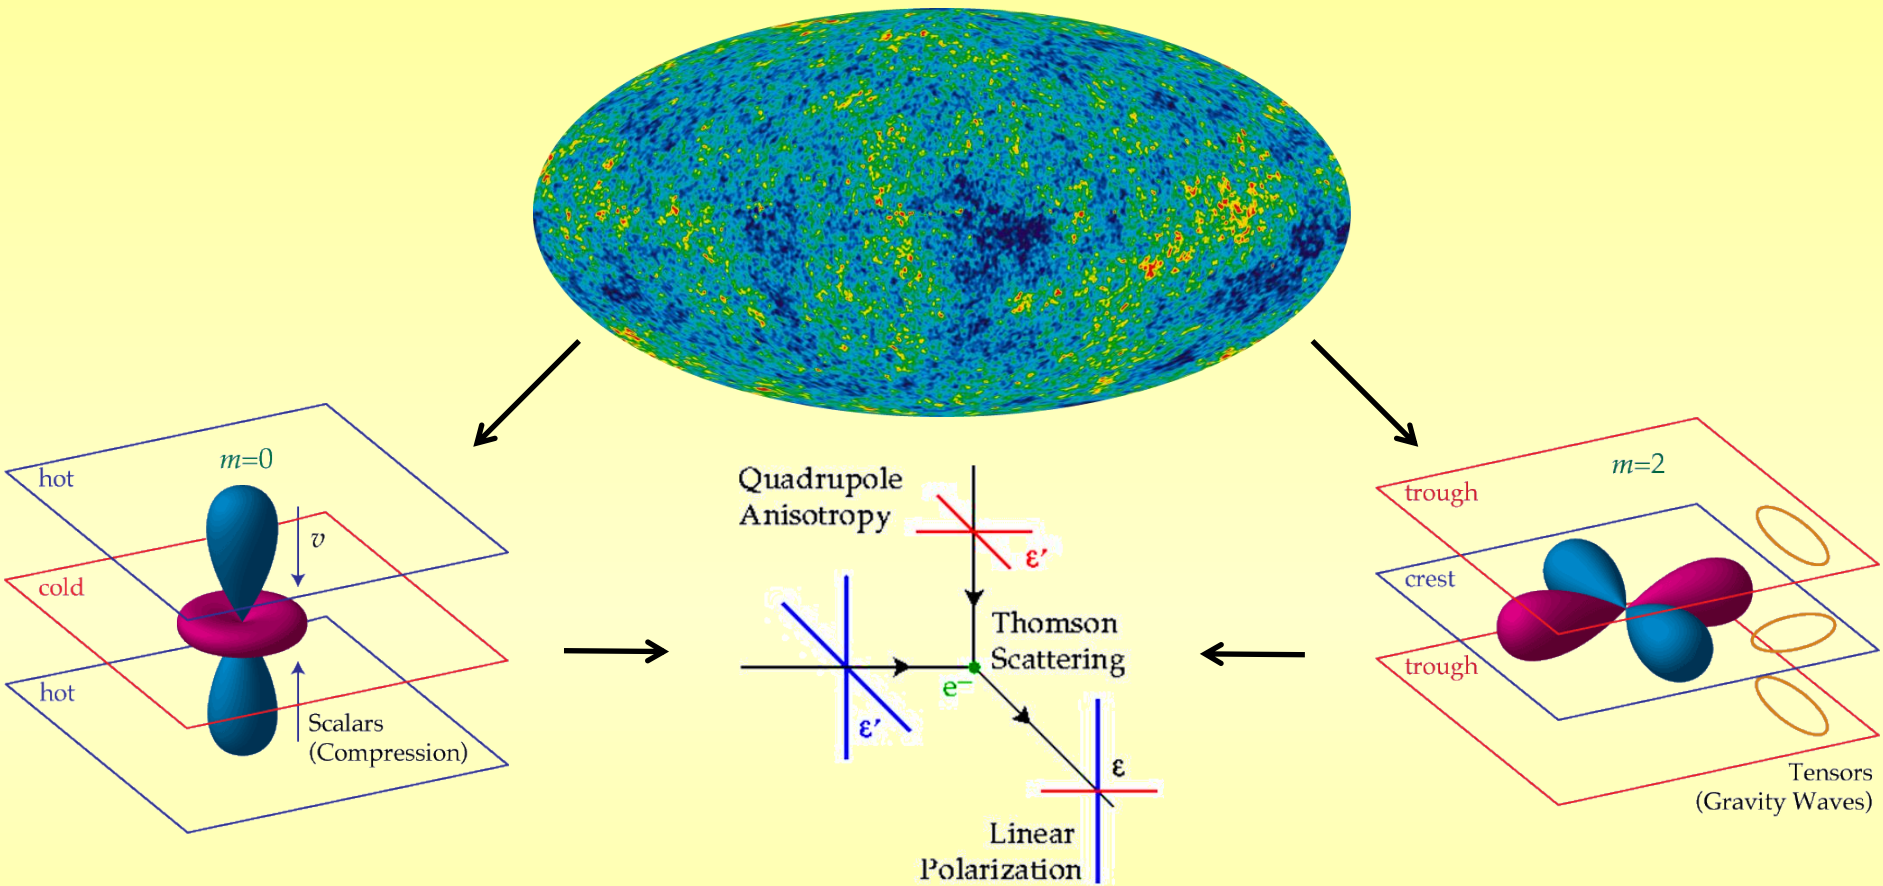 m=0
hot
v
cold
hot
Scalars
(Compression)
Quadrupole
Anisotropy
ε′
Thomson
Scattering
e−
ε′
ε
Linear
Polarization
m=2
trough
crest
trough
Tensors
(Gravity Waves)